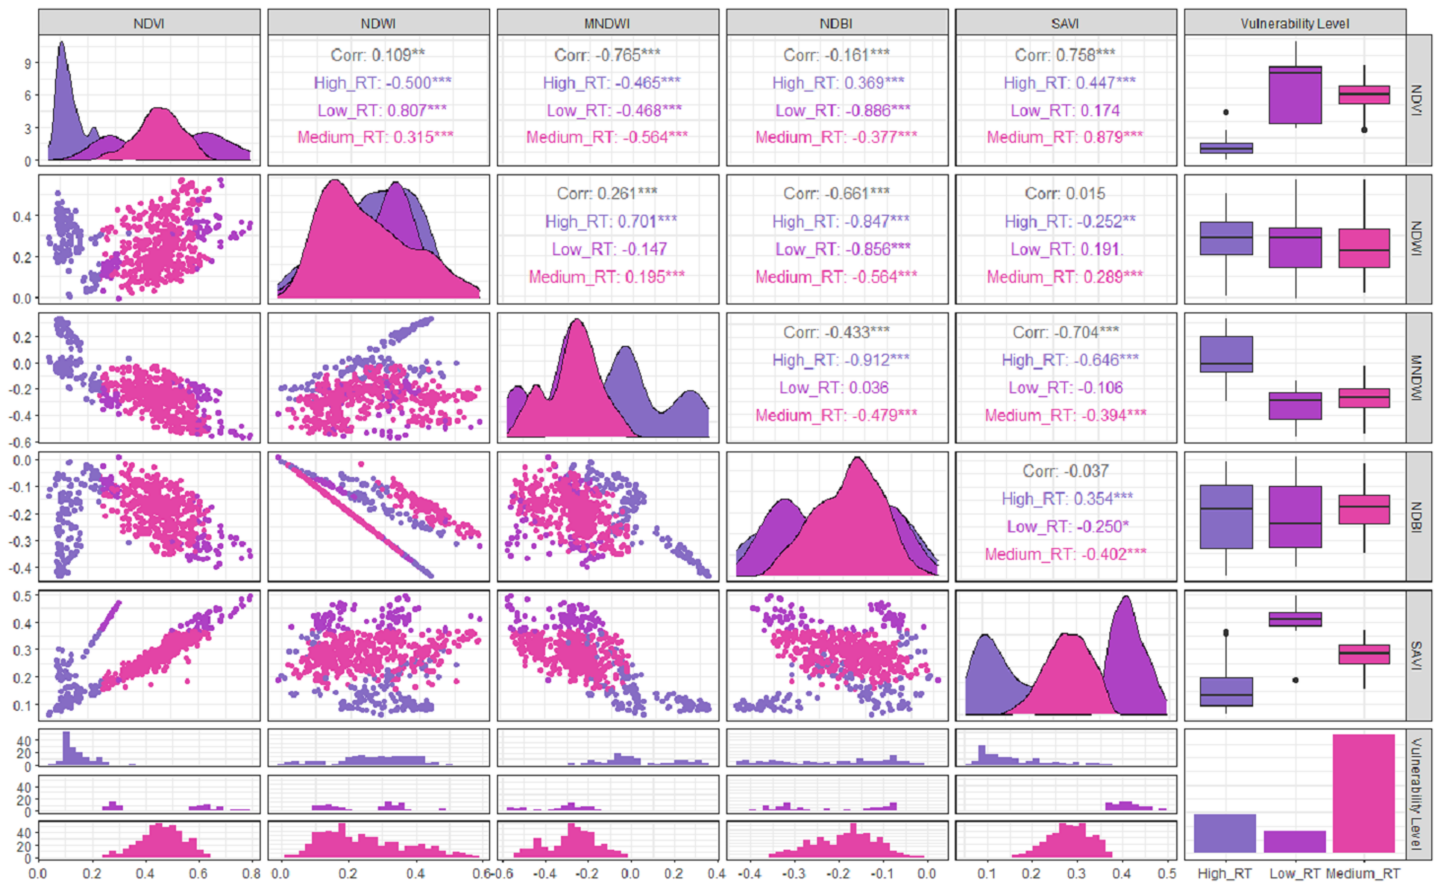 NDVI NDWI MNDWI NDBI SAVI Vulnerability Level
Corr: 0.109** Corr: -0.765*** Corr: -0.161*** Corr: 0.758***
High_RT: -0.500*** High_RT: -0.465*** High_RT: 0.369*** High_RT: 0.447***
Low_RT: 0.807*** Low_RT: -0.468*** Low_RT: -0.886*** Low_RT: 0.174
Medium_RT: 0.315*** Medium_RT: -0.564*** Medium_RT: -0.377*** Medium_RT: 0.879***
NDVI
9
6
3
0
Corr: 0.261*** Corr: -0.661*** Corr: 0.015
High_RT: 0.701*** High_RT: -0.847*** High_RT: -0.252**
Low_RT: -0.147 Low_RT: -0.856*** Low_RT: 0.191.
Medium_RT: 0.195*** Medium_RT: -0.564*** Medium_RT: 0.289***
NDWI
0.4
0.2
0.0
Corr: -0.433*** Corr: -0.704***
High_RT: -0.912*** High_RT: -0.646***
Low_RT: 0.036 Low_RT: -0.106
Medium_RT: -0.479*** Medium_RT: -0.394***
MNDWI
0.2
0.0
-0.2
-0.4
-0.6
Corr: -0.037
High_RT: 0.354***
Low_RT: -0.250*
Medium_RT: -0.402***
NDBI
0.0
-0.1
-0.2
-0.3
-0.4
SAVI
0.5
0.4
0.3
0.2
0.1
Vulnerability Level
40
20
0
40
20
0
40
20
0
0.0 0.2 0.4 0.6 0.8 0.0 0.2 0.4 0.6 -0.6 -0.4 -0.2 0.0 0.2 0.4 -0.4 -0.3 -0.2 -0.1 0.0 0.1 0.2 0.3 0.4 0.5 High_RT Low_RT Medium_RT